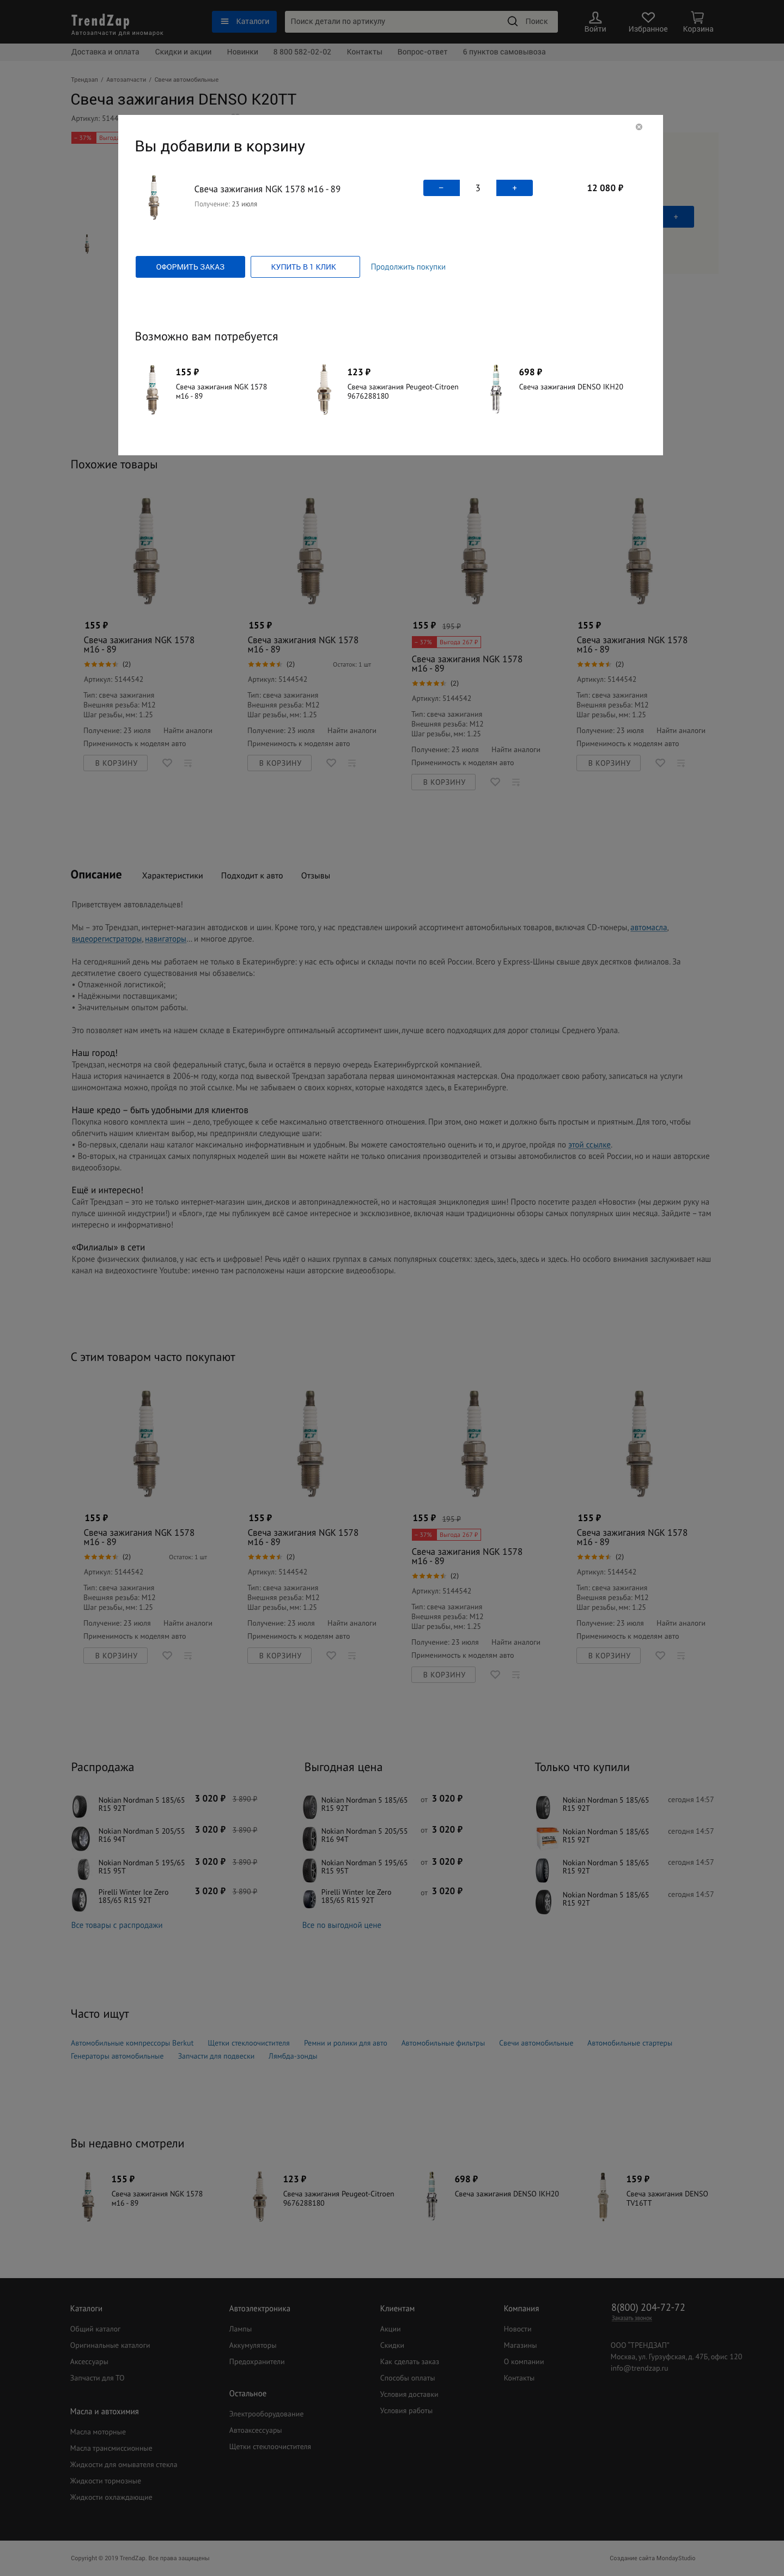 TrendZap
Автозапчасти для иномарок
Каталоги
Поиск детали по артикулу
Поиск
Войти
Избранное
Корзина
Доставка и оплата
Скидки и акции
Новинки
8 800 582-02-02
Контакты
Вопрос-ответ
6 пунктов самовывоза
Трендзап / Автозапчасти / Свечи автомобильные
Свеча зажигания DENSO K20TT
Артикул: 5144
– 37%
Выгода
+
Вы добавили в корзину
Свеча зажигания NGK 1578 м16 - 89
Получение: 23 июля
–
3
+
12 080 ₽
ОФОРМИТЬ ЗАКАЗ
КУПИТЬ В 1 КЛИК
Продолжить покупки
Возможно вам потребуется
155 ₽
Свеча зажигания NGK 1578
м16 - 89
123 ₽
Свеча зажигания Peugeot-Citroen
9676288180
698 ₽
Свеча зажигания DENSO IKH20
Похожие товары
155 ₽
Свеча зажигания NGK 1578
м16 - 89
(2)
Артикул: 5144542
Тип: свеча зажигания
Внешняя резьба: М12
Шаг резьбы, мм: 1.25
Получение: 23 июля Найти аналоги
Применимость к моделям авто
В КОРЗИНУ
155 ₽
Свеча зажигания NGK 1578
м16 - 89
(2) Остаток: 1 шт
Артикул: 5144542
Тип: свеча зажигания
Внешняя резьба: М12
Шаг резьбы, мм: 1.25
Получение: 23 июля Найти аналоги
Применимость к моделям авто
В КОРЗИНУ
155 ₽ 195 ₽
– 37% Выгода 267 ₽
Свеча зажигания NGK 1578
м16 - 89
(2)
Артикул: 5144542
Тип: свеча зажигания
Внешняя резьба: М12
Шаг резьбы, мм: 1.25
Получение: 23 июля Найти аналоги
Применимость к моделям авто
В КОРЗИНУ
155 ₽
Свеча зажигания NGK 1578
м16 - 89
(2)
Артикул: 5144542
Тип: свеча зажигания
Внешняя резьба: М12
Шаг резьбы, мм: 1.25
Получение: 23 июля Найти аналоги
Применимость к моделям авто
В КОРЗИНУ
Описание
Характеристики
Подходит к авто
Отзывы
Приветствуем автовладельцев!
Мы – это Трендзап, интернет-магазин автодисков и шин. Кроме того, у нас представлен широкий ассортимент автомобильных товаров, включая CD-тюнеры, автомасла,
видеорегистраторы, навигаторы... и многое другое.
На сегодняшний день мы работаем не только в Екатеринбурге: у нас есть офисы и склады почти по всей России. Всего у Express-Шины свыше двух десятков филиалов. За
десятилетие своего существования мы обзавелись:
• Отлаженной логистикой;
• Надёжными поставщиками;
• Значительным опытом работы.
Это позволяет нам иметь на нашем складе в Екатеринбурге оптимальный ассортимент шин, лучше всего подходящих для дорог столицы Среднего Урала.
Наш город!
Трендзап, несмотря на свой федеральный статус, была и остаётся в первую очередь Екатеринбургской компанией.
Наша история начинается в 2006-м году, когда под вывеской Трендзап заработала первая шиномонтажная мастерская. Она продолжает свою работу, записаться на услуги
шиномонтажа можно, пройдя по этой ссылке. Мы не забываем о своих корнях, которые находятся здесь, в Екатеринбурге.
Наше кредо – быть удобными для клиентов
Покупка нового комплекта шин – дело, требующее к себе максимально ответственного отношения. При этом, оно может и должно быть простым и приятным. Для того, чтобы
облегчить нашим клиентам выбор, мы предприняли следующие шаги:
• Во-первых, сделали наш каталог максимально информативным и удобным. Вы можете самостоятельно оценить и то, и другое, пройдя по этой ссылке.
• Во-вторых, на страницах самых популярных моделей шин вы можете найти не только описания производителей и отзывы автомобилистов со всей России, но и наши авторские
видеообзоры.
Ещё и интересно!
Сайт Трендзап – это не только интернет-магазин шин, дисков и автопринадлежностей, но и настоящая энциклопедия шин! Просто посетите раздел «Новости» (мы держим руку на
пульсе шинной индустрии!) и «Блог», где мы публикуем всё самое интересное и эксклюзивное, включая наши традиционны обзоры самых популярных шин месяца. Зайдите – там
интересно и информативно!
«Филиалы» в сети
Кроме физических филиалов, у нас есть и цифровые! Речь идёт о наших группах в самых популярных соцсетях: здесь, здесь, здесь и здесь. Но особого внимания заслуживает наш
канал на видеохостинге Youtube: именно там расположены наши авторские видеообзоры.
С этим товаром часто покупают
155 ₽
Свеча зажигания NGK 1578
м16 - 89
(2) Остаток: 1 шт
Артикул: 5144542
Тип: свеча зажигания
Внешняя резьба: М12
Шаг резьбы, мм: 1.25
Получение: 23 июля Найти аналоги
Применимость к моделям авто
В КОРЗИНУ
155 ₽
Свеча зажигания NGK 1578
м16 - 89
(2)
Артикул: 5144542
Тип: свеча зажигания
Внешняя резьба: М12
Шаг резьбы, мм: 1.25
Получение: 23 июля Найти аналоги
Применимость к моделям авто
В КОРЗИНУ
155 ₽ 195 ₽
– 37% Выгода 267 ₽
Свеча зажигания NGK 1578
м16 - 89
(2)
Артикул: 5144542
Тип: свеча зажигания
Внешняя резьба: М12
Шаг резьбы, мм: 1.25
Получение: 23 июля Найти аналоги
Применимость к моделям авто
В КОРЗИНУ
155 ₽
Свеча зажигания NGK 1578
м16 - 89
(2)
Артикул: 5144542
Тип: свеча зажигания
Внешняя резьба: М12
Шаг резьбы, мм: 1.25
Получение: 23 июля Найти аналоги
Применимость к моделям авто
В КОРЗИНУ
Распродажа
Nokian Nordman 5 185/65 3 020 ₽ 3 890 ₽
R15 92T
Nokian Nordman 5 205/55 3 020 ₽ 3 890 ₽
R16 94T
Nokian Nordman 5 195/65 3 020 ₽ 3 890 ₽
R15 95T
Pirelli Winter Ice Zero 3 020 ₽ 3 890 ₽
185/65 R15 92T
Все товары с распродажи
Выгодная цена
Nokian Nordman 5 185/65 от 3 020 ₽
R15 92T
Nokian Nordman 5 205/55 от 3 020 ₽
R16 94T
Nokian Nordman 5 195/65 от 3 020 ₽
R15 95T
Pirelli Winter Ice Zero от 3 020 ₽
185/65 R15 92T
Все по выгодной цене
Только что купили
Nokian Nordman 5 185/65 сегодня 14:57
R15 92T
Nokian Nordman 5 185/65 сегодня 14:57
R15 92T
Nokian Nordman 5 185/65 сегодня 14:57
R15 92T
Nokian Nordman 5 185/65 сегодня 14:57
R15 92T
Часто ищут
Автомобильные компрессоры Berkut Щетки стеклоочистителя Ремни и ролики для авто Автомобильные фильтры Свечи автомобильные Автомобильные стартеры
Генераторы автомобильные Запчасти для подвески Лямбда-зонды
Вы недавно смотрели
155 ₽
Свеча зажигания NGK 1578
м16 - 89
123 ₽
Свеча зажигания Peugeot-Citroen
9676288180
698 ₽
Свеча зажигания DENSO IKH20
159 ₽
Свеча зажигания DENSO
TV16TT
Каталоги
Общий каталог
Оригинальные каталоги
Аксессуары
Запчасти для ТО
Масла и автохимия
Масла моторные
Масла трансмиссионные
Жидкости для омывателя стекла
Жидкости тормозные
Жидкости охлаждающие
Автоэлектроника
Лампы
Аккумуляторы
Предохранители
Остальное
Электрооборудование
Автоаксессуары
Щетки стеклоочистителя
Клиентам
Акции
Скидки
Как сделать заказ
Способы оплаты
Условия доставки
Условия работы
Компания
Новости
Магазины
О компании
Контакты
8(800) 204-72-72
Заказать звонок
ООО "ТРЕНДЗАП"
Москва, ул. Гурзуфская, д. 47Б, офис 120
info@trendzap.ru
Copyright © 2019 TrendZap. Все права защищены
Создание сайта MondayStudio